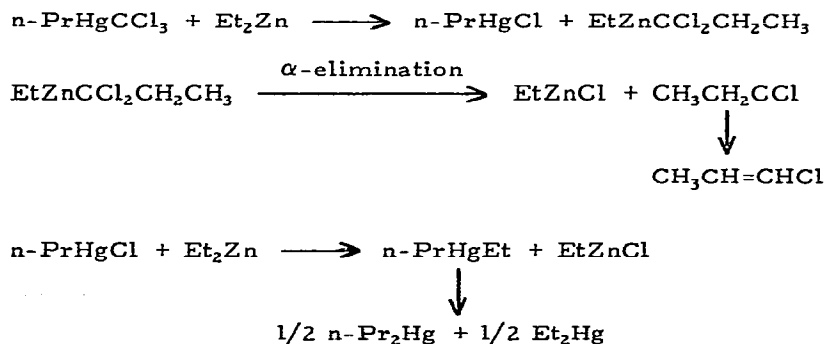 n-PrHgCCl₃ + Et₂Zn ⟶ n-PrHgCl + EtZnCCl₂CH₂CH₃
α-elimination
EtZnCCl₂CH₂CH₃ ⟶ EtZnCl + CH₃CH₂CCl
↓
CH₃CH=CHCl
n-PrHgCl + Et₂Zn ⟶ n-PrHgEt + EtZnCl
↓
1/2 n-Pr₂Hg + 1/2 Et₂Hg